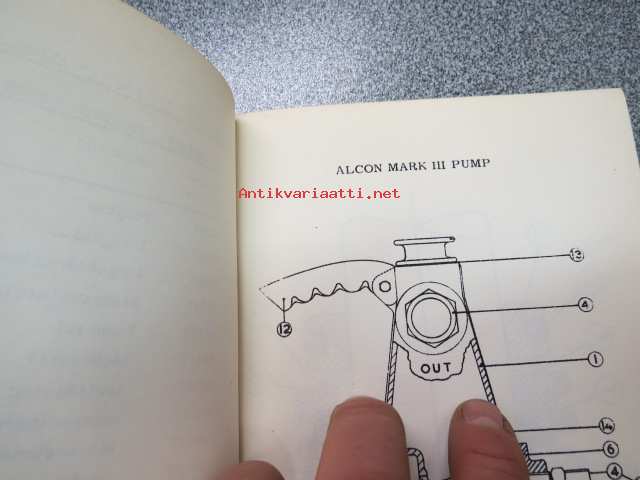 ALCON MARK III PUMP
Antikvariaatti.net
13
4
12
1
OUT
14
6
4